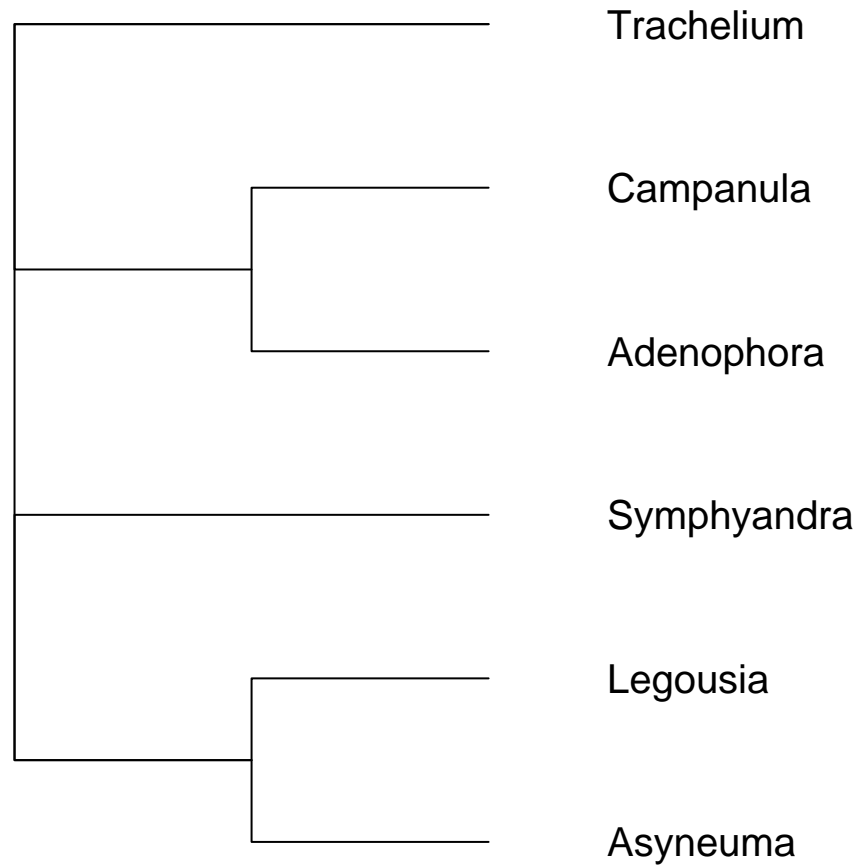 Trachelium
Campanula
Adenophora
Symphyandra
Legousia
Asyneuma